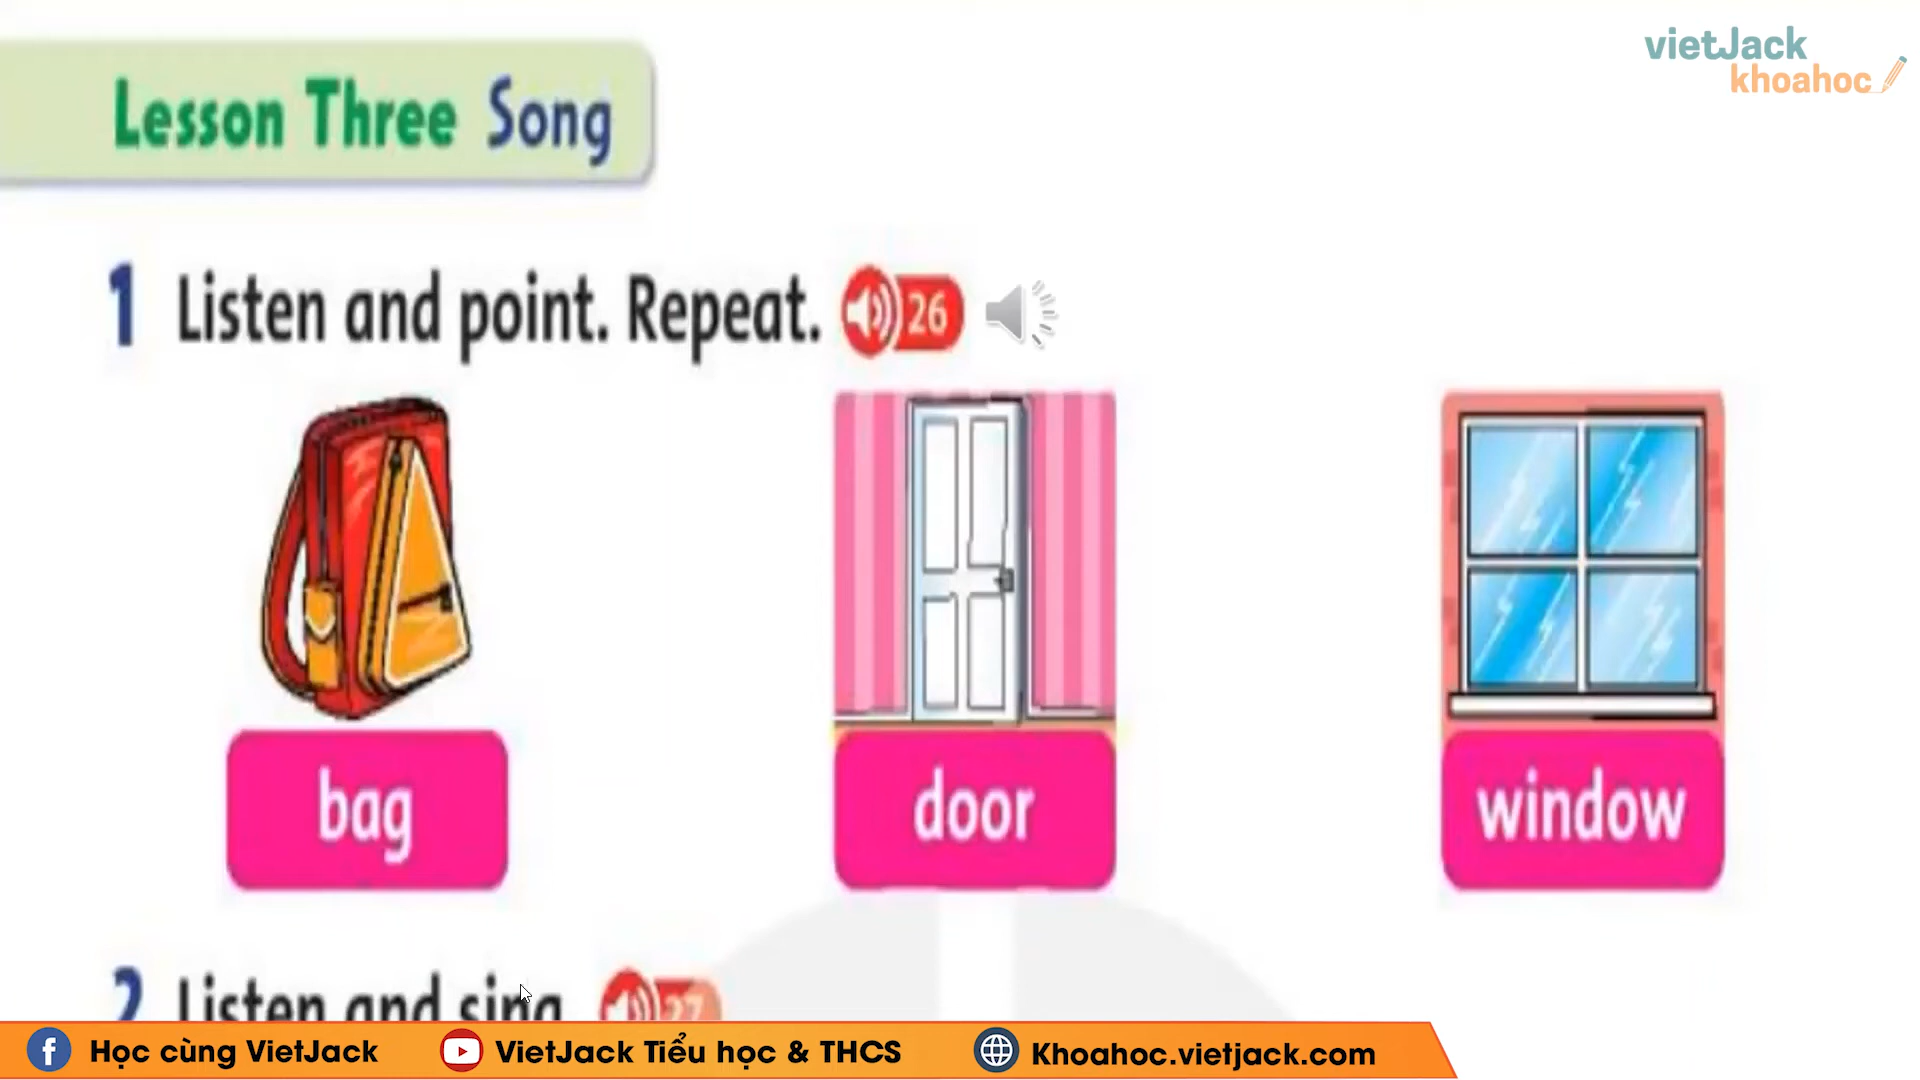 vietJack
khoahoc
Lesson Three Song
1 Listen and point. Repeat. 26
bag
door
window
2 Listen and sing. 27
Học cùng VietJack
VietJack Tiểu học & THCS
Khoahoc.vietjack.com